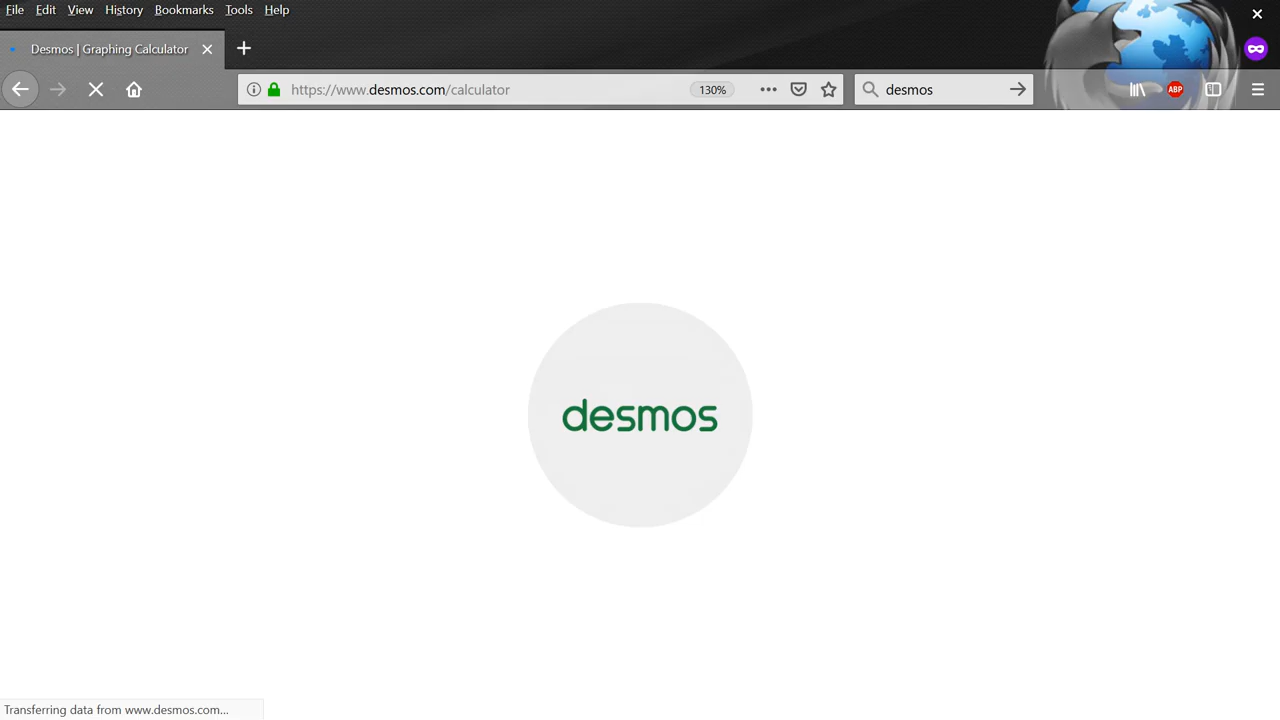 File Edit View History Bookmarks Tools Help
Desmos | Graphing Calculator
https://www.desmos.com/calculator 130% desmos ABP
desmos
Transferring data from www.desmos.com...